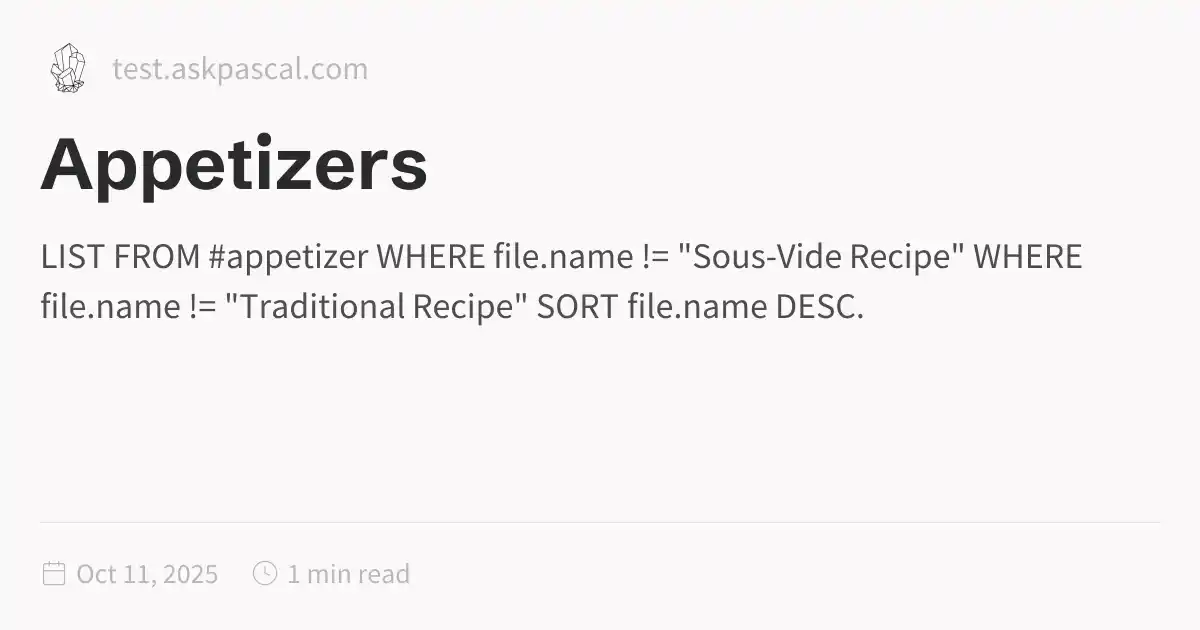 test.askpascal.com
Appetizers
LIST FROM #appetizer WHERE file.name != "Sous-Vide Recipe" WHERE
file.name != "Traditional Recipe" SORT file.name DESC.
Oct 11, 2025 1 min read